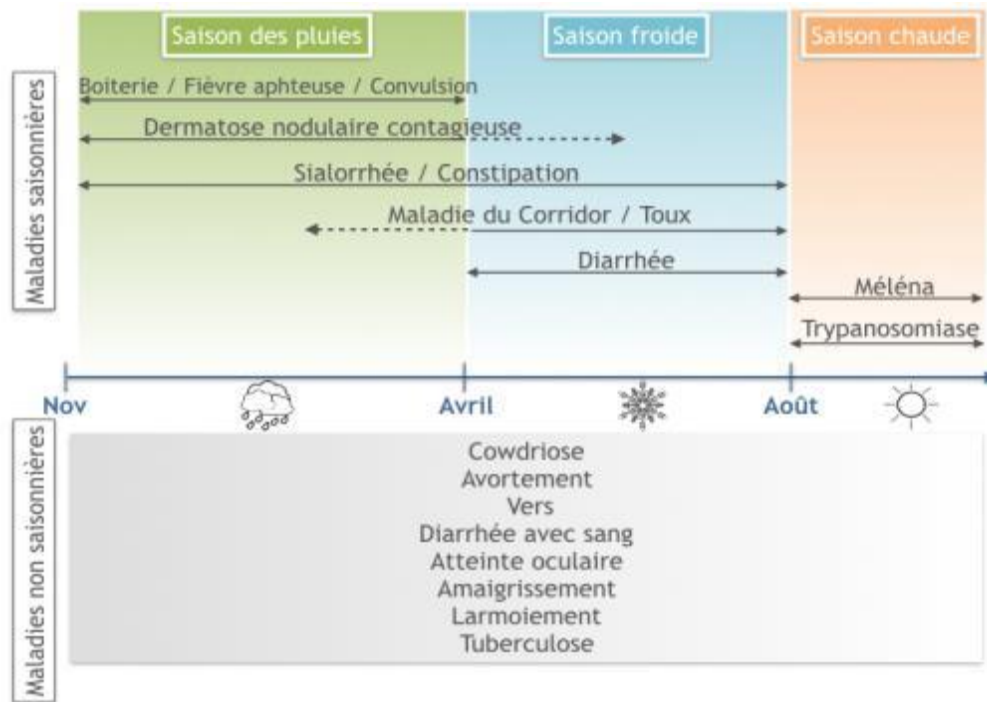 Saison des pluies
Saison froide
Saison chaude
Maladies saisonnières
Boiterie / Fièvre aphteuse / Convulsion
Dermatose nodulaire contagieuse
Sialorrhée / Constipation
Maladie du Corridor / Toux
Diarrhée
Méléna
Trypanosomiase
Nov
Avril
Août
Maladies non saisonnières
Cowdriose
Avortement
Vers
Diarrhée avec sang
Atteinte oculaire
Amaigrissement
Larmoiement
Tuberculose